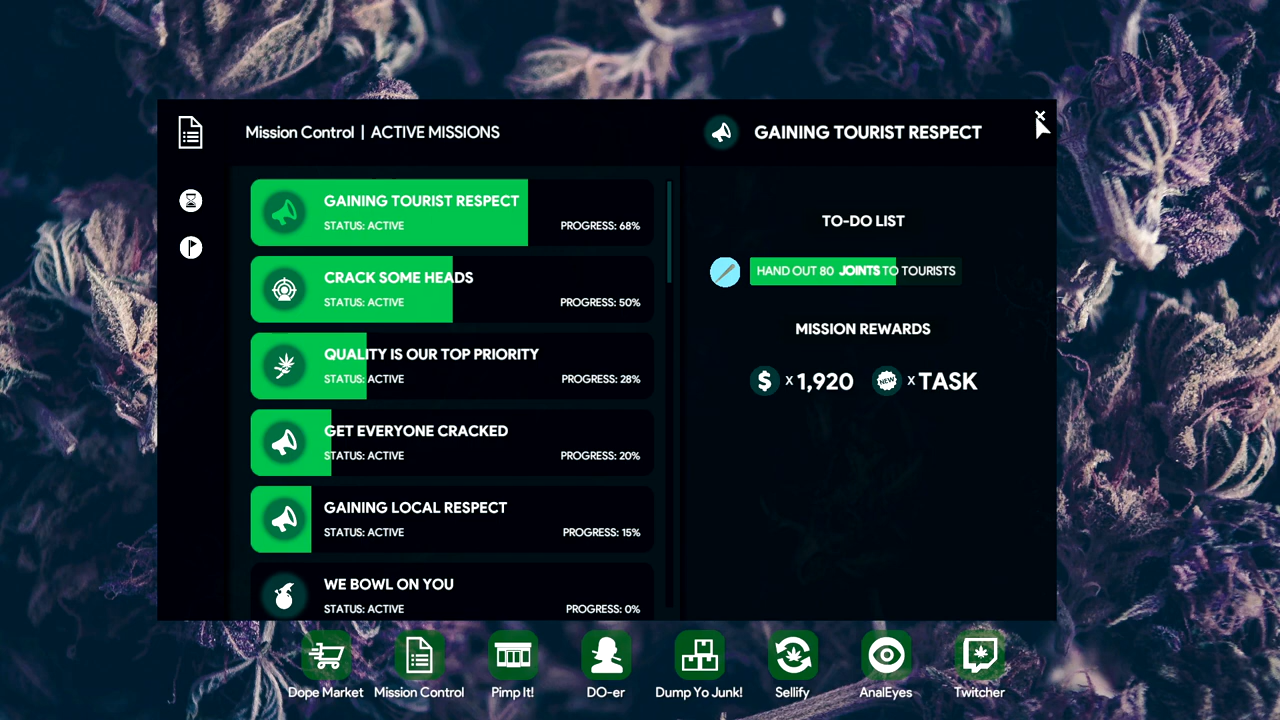 Mission Control | ACTIVE MISSIONS
GAINING TOURIST RESPECT
STATUS: ACTIVE
PROGRESS: 68%
CRACK SOME HEADS
STATUS: ACTIVE
PROGRESS: 50%
QUALITY IS OUR TOP PRIORITY
STATUS: ACTIVE
PROGRESS: 28%
GET EVERYONE CRACKED
STATUS: ACTIVE
PROGRESS: 20%
GAINING LOCAL RESPECT
STATUS: ACTIVE
PROGRESS: 15%
WE BOWL ON YOU
STATUS: ACTIVE
PROGRESS: 0%
GAINING TOURIST RESPECT
TO-DO LIST
HAND OUT 80 JOINTS TO TOURISTS
MISSION REWARDS
$ x 1,920
NEW x TASK
Dope Market
Mission Control
Pimp It!
DO-er
Dump Yo Junk!
Sellify
AnalEyes
Twitcher